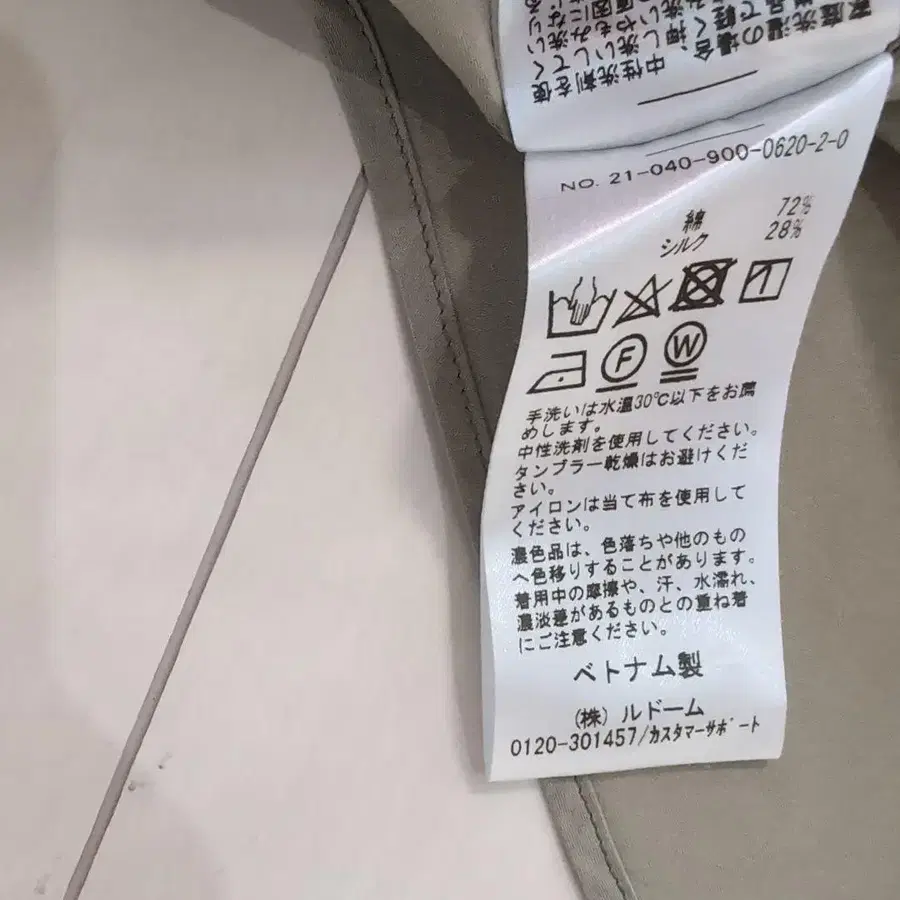 家庭洗濯の場合、
中性洗剤を使
NO. 21-040-900-0620-2-0
綿 72%
シルク 28%
F W
手洗いは水温30℃以下をお薦
めします。
中性洗剤を使用してください。
タンブラー乾燥はお避けくだ
さい。
アイロンは当て布を使用して
ください。
濃色品は、色落ちや他のもの
へ色移りすることがあります。
着用中の摩擦や、汗、水濡れ、
濃淡差があるものとの重ね着
にご注意ください。
ベトナム製
(株) ルドーム
0120-301457/カスタマーサポート